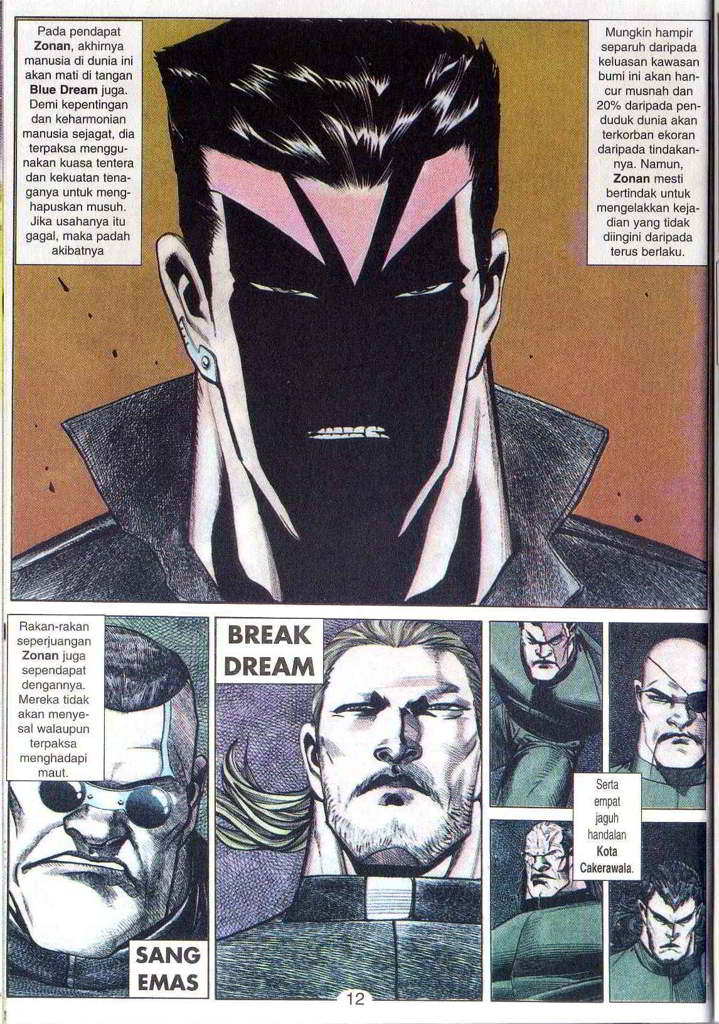 Pada pendapat
Zonan, akhirnya
manusia di dunia ini
akan mati di tangan
Blue Dream juga.
Demi kepentingan
dan keharmonian
manusia sejagat, dia
terpaksa menggu-
nakan kuasa tentera
dan kekuatan tena-
ganya untuk meng-
hapuskan musuh.
Jika usahanya itu
gagal, maka padah
akibatnya
Mungkin hampir
separuh daripada
keluasan kawasan
bumi ini akan han-
cur musnah dan
20% daripada pen-
duduk dunia akan
terkorban ekoran
daripada tindakan-
nya. Namun,
Zonan mesti
bertindak untuk
mengelakkan keja-
dian yang tidak
diingini daripada
terus berlaku.
Rakan-rakan
seperjuangan
Zonan juga
sependapat
dengannya.
Mereka tidak
akan menye-
sal walaupun
terpaksa
menghadapi
maut.
SANG
EMAS
BREAK
DREAM
Serta
empat
jaguh
handalan
Kota
Cakerawala.
12